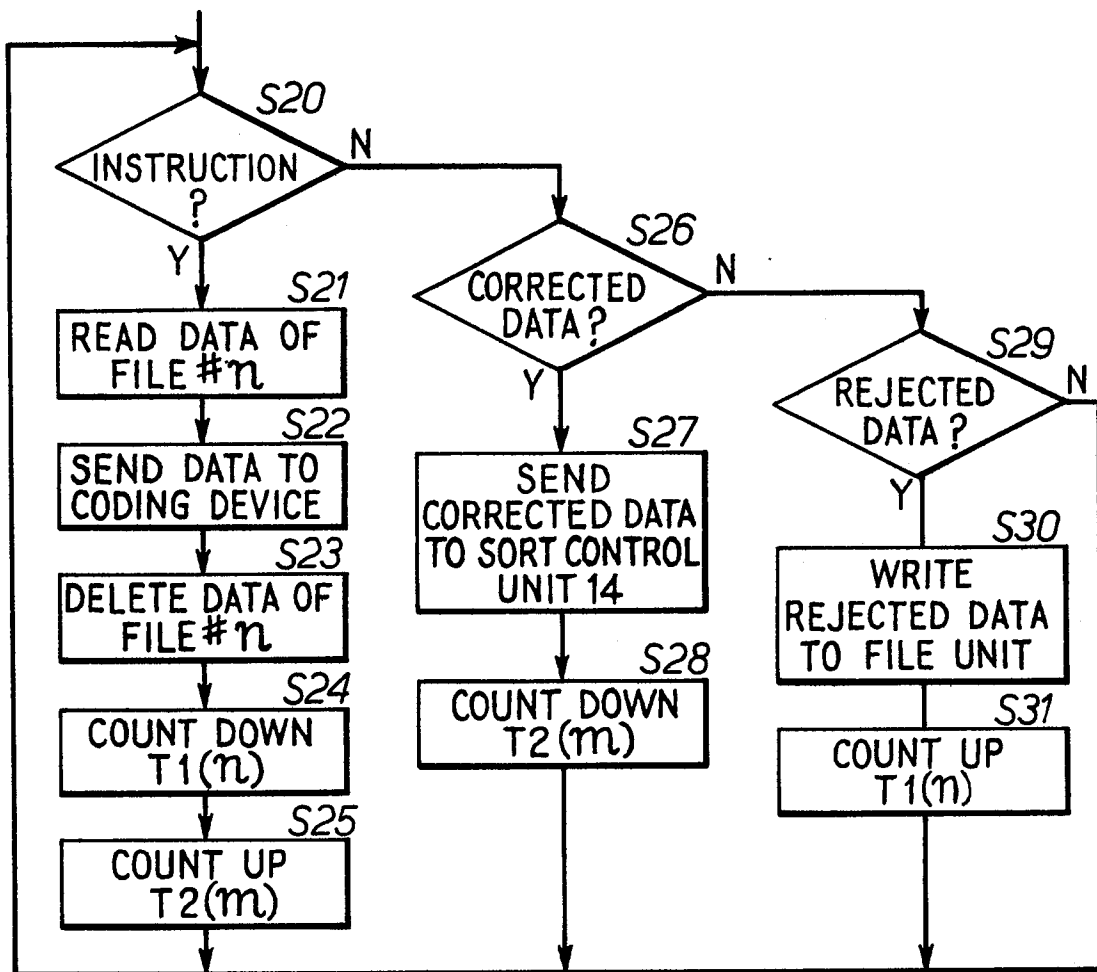 S20
INSTRUCTION
?
N
Y
S21
READ DATA OF
FILE #n
S22
SEND DATA TO
CODING DEVICE
S23
DELETE DATA OF
FILE #n
S24
COUNT DOWN
T1(n)
S25
COUNT UP
T2(m)
S26
CORRECTED
DATA?
N
Y
S27
SEND
CORRECTED DATA
TO SORT CONTROL
UNIT 14
S28
COUNT DOWN
T2(m)
S29
REJECTED
DATA?
N
Y
S30
WRITE
REJECTED DATA
TO FILE UNIT
S31
COUNT UP
T1(n)